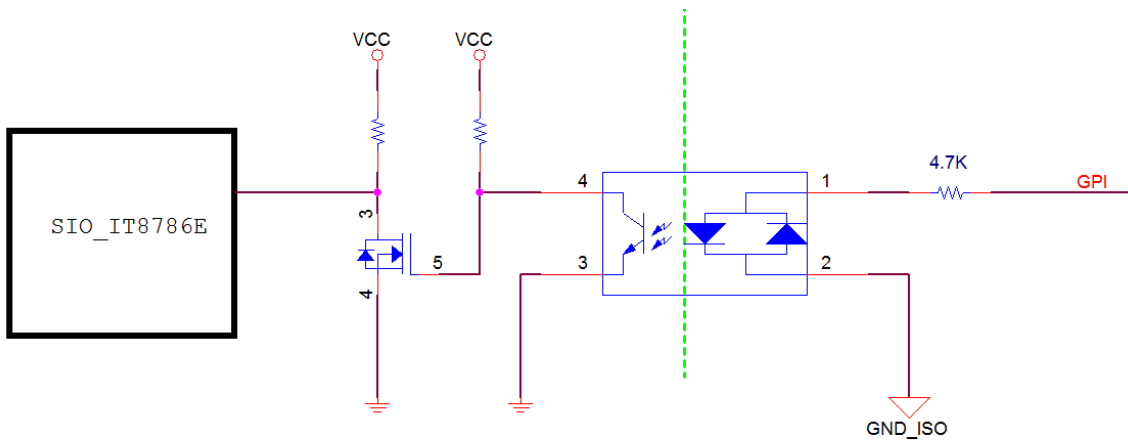 VCC
VCC
4.7K
4
1
GPI
SIO_IT8786E
3
5
3
2
4
GND_ISO